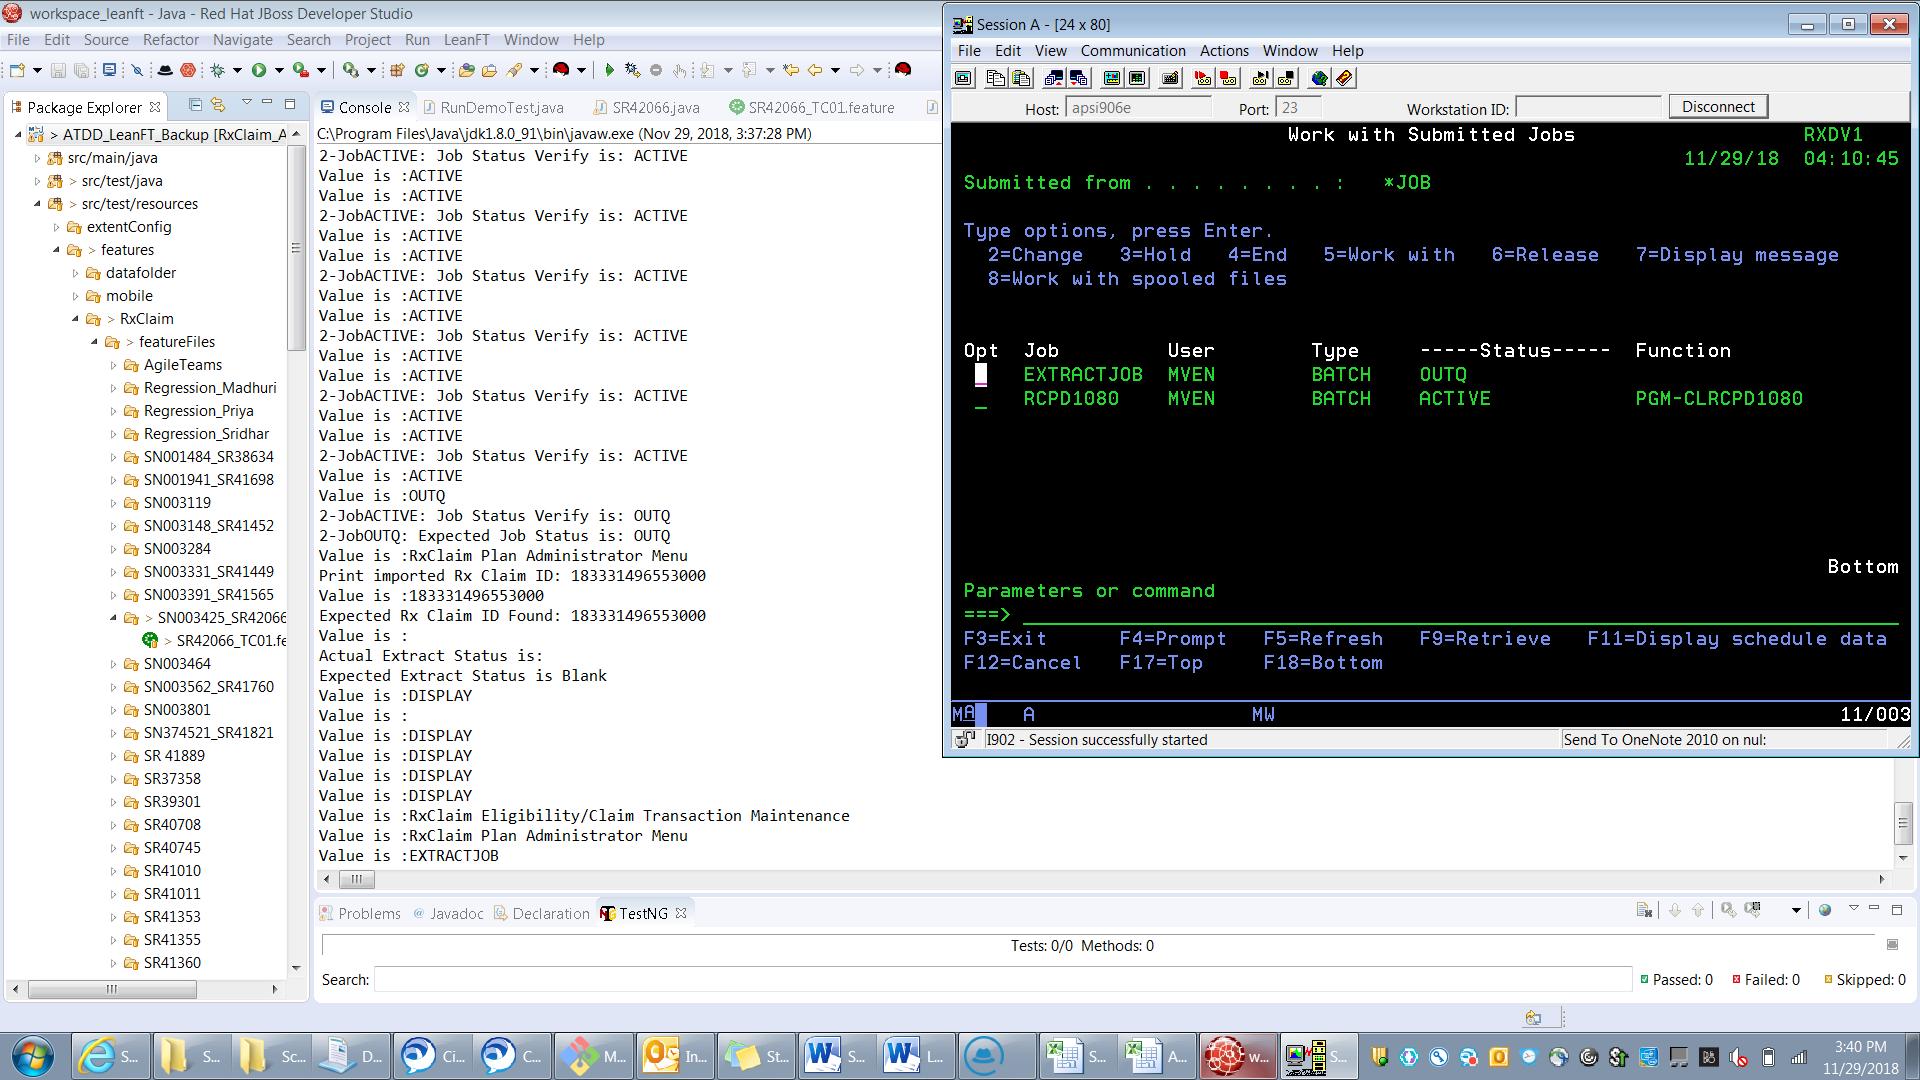 workspace_leanft - Java - Red Hat JBoss Developer Studio
File Edit Source Refactor Navigate Search Project Run LeanFT Window Help
Package Explorer
> ATDD_LeanFT_Backup [RxClaim_A
src/main/java
> src/test/java
> src/test/resources
extentConfig
> features
datafolder
mobile
> RxClaim
> featureFiles
AgileTeams
Regression_Madhuri
Regression_Priya
Regression_Sridhar
SN001484_SR38634
SN001941_SR41698
SN003119
SN003148_SR41452
SN003284
SN003331_SR41449
SN003391_SR41565
> SN003425_SR42066
> SR42066_TC01.fe
SN003464
SN003562_SR41760
SN003801
SN374521_SR41821
SR 41889
SR37358
SR39301
SR40708
SR40745
SR41010
SR41011
SR41353
SR41355
SR41360
Console RunDemoTest.java SR42066.java SR42066_TC01.feature
C:\Program Files\Java\jdk1.8.0_91\bin\javaw.exe (Nov 29, 2018, 3:37:28 PM)
2-JobACTIVE: Job Status Verify is: ACTIVE
Value is :ACTIVE
Value is :ACTIVE
2-JobACTIVE: Job Status Verify is: ACTIVE
Value is :ACTIVE
Value is :ACTIVE
2-JobACTIVE: Job Status Verify is: ACTIVE
Value is :ACTIVE
Value is :ACTIVE
2-JobACTIVE: Job Status Verify is: ACTIVE
Value is :ACTIVE
Value is :ACTIVE
2-JobACTIVE: Job Status Verify is: ACTIVE
Value is :ACTIVE
Value is :ACTIVE
2-JobACTIVE: Job Status Verify is: ACTIVE
Value is :ACTIVE
Value is :OUTQ
2-JobACTIVE: Job Status Verify is: OUTQ
2-JobOUTQ: Expected Job Status is: OUTQ
Value is :RxClaim Plan Administrator Menu
Print imported Rx Claim ID: 183331496553000
Value is :183331496553000
Expected Rx Claim ID Found: 183331496553000
Value is :
Actual Extract Status is:
Expected Extract Status is Blank
Value is :DISPLAY
Value is :
Value is :DISPLAY
Value is :DISPLAY
Value is :DISPLAY
Value is :DISPLAY
Value is :RxClaim Eligibility/Claim Transaction Maintenance
Value is :RxClaim Plan Administrator Menu
Value is :EXTRACTJOB
Problems @ Javadoc Declaration TestNG
Tests: 0/0 Methods: 0
Search: Passed: 0 Failed: 0 Skipped: 0
Session A - [24 x 80]
File Edit View Communication Actions Window Help
Host: apsi906e Port: 23 Workstation ID: Disconnect
Work with Submitted Jobs RXDV1
11/29/18 04:10:45
Submitted from . . . . . . . . : *JOB
Type options, press Enter.
2=Change 3=Hold 4=End 5=Work with 6=Release 7=Display message
8=Work with spooled files
Opt Job User Type -----Status----- Function
EXTRACTJOB MVEN BATCH OUTQ
_ RCPD1080 MVEN BATCH ACTIVE PGM-CLRCPD1080
Bottom
Parameters or command
===>
F3=Exit F4=Prompt F5=Refresh F9=Retrieve F11=Display schedule data
F12=Cancel F17=Top F18=Bottom
MA A MW 11/003
I902 - Session successfully started Send To OneNote 2010 on nul:
S... S... Sc... D... Ci... C... M... In... St... S... L... S... A... w... S...
3:40 PM
11/29/2018